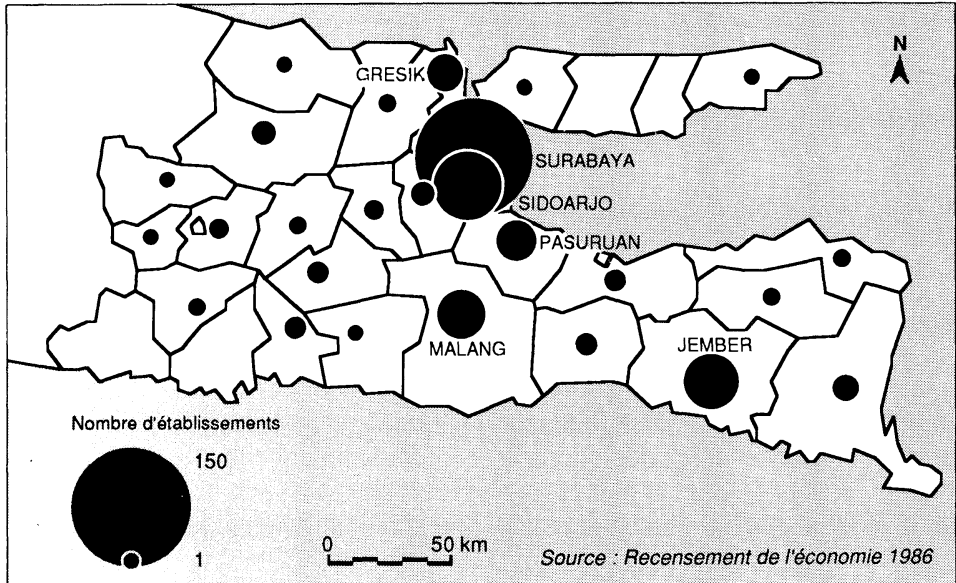 N
GRESIK
SURABAYA
SIDOARJO
PASURUAN
MALANG
JEMBER
Nombre d'établissements
150
1
0 50 km
Source : Recensement de l'économie 1986